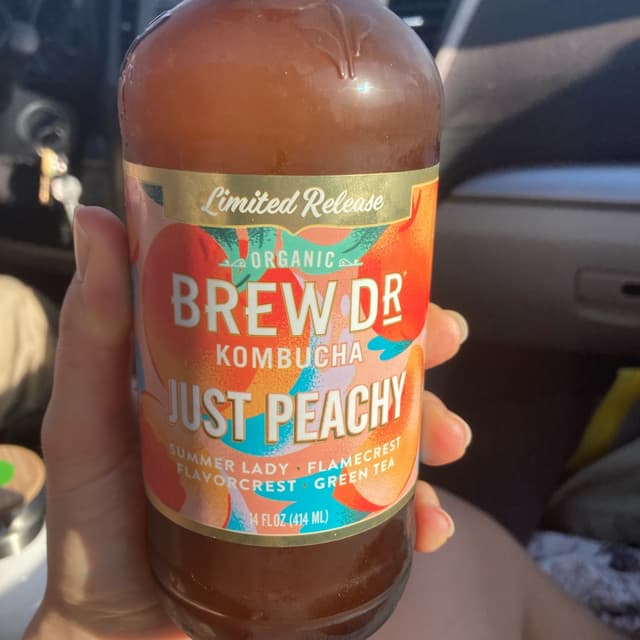 Limited Release
ORGANIC
BREW DR
KOMBUCHA
JUST PEACHY
SUMMER LADY · FLAMECREST
FLAVORCREST · GREEN TEA
14 FL OZ (414 ML)